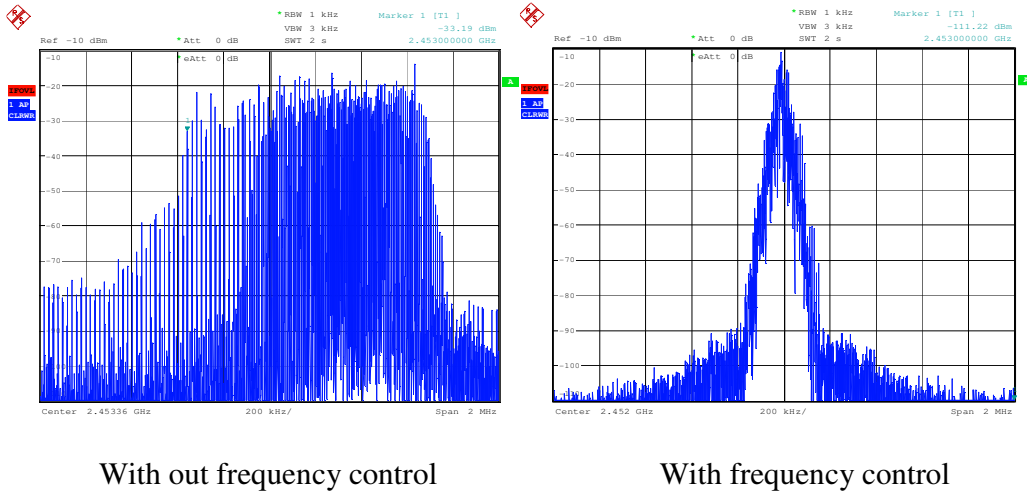 * RBW 1 kHz Marker 1 [T1 ]
VBW 3 kHz -33.19 dBm
Ref -10 dBm * Att 0 dB SWT 2 s 2.453000000 GHz
* eAtt 0 dB
-10
A
-20
IFOVL
1 AP
CLRWR
1
-30
-40
-50
-60
-70
-80
Center 2.45336 GHz 200 kHz/ Span 2 MHz
* RBW 1 kHz Marker 1 [T1 ]
VBW 3 kHz -111.22 dBm
Ref -10 dBm * Att 0 dB SWT 2 s 2.453000000 GHz
* eAtt 0 dB
-10
-20
IFOVL
1 AP
CLRWR
-30
-40
-50
-60
-70
-80
-90
-100
Center 2.452 GHz 200 kHz/ Span 2 MHz
With out frequency control
With frequency control